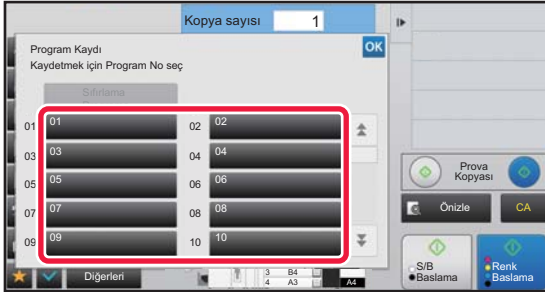 Kopya sayısı 1
Program Kaydı
OK
Kaydetmek için Program No seç
Sıfırlama
01 01 02 02
03 03 04 04
05 05 06 06
07 07 08 08
09 09 10 10
Prova
Kopyası
Önizle
CA
Diğerleri
3 B4
4 A3
A4
S/B
Baslama
Renk
Baslama